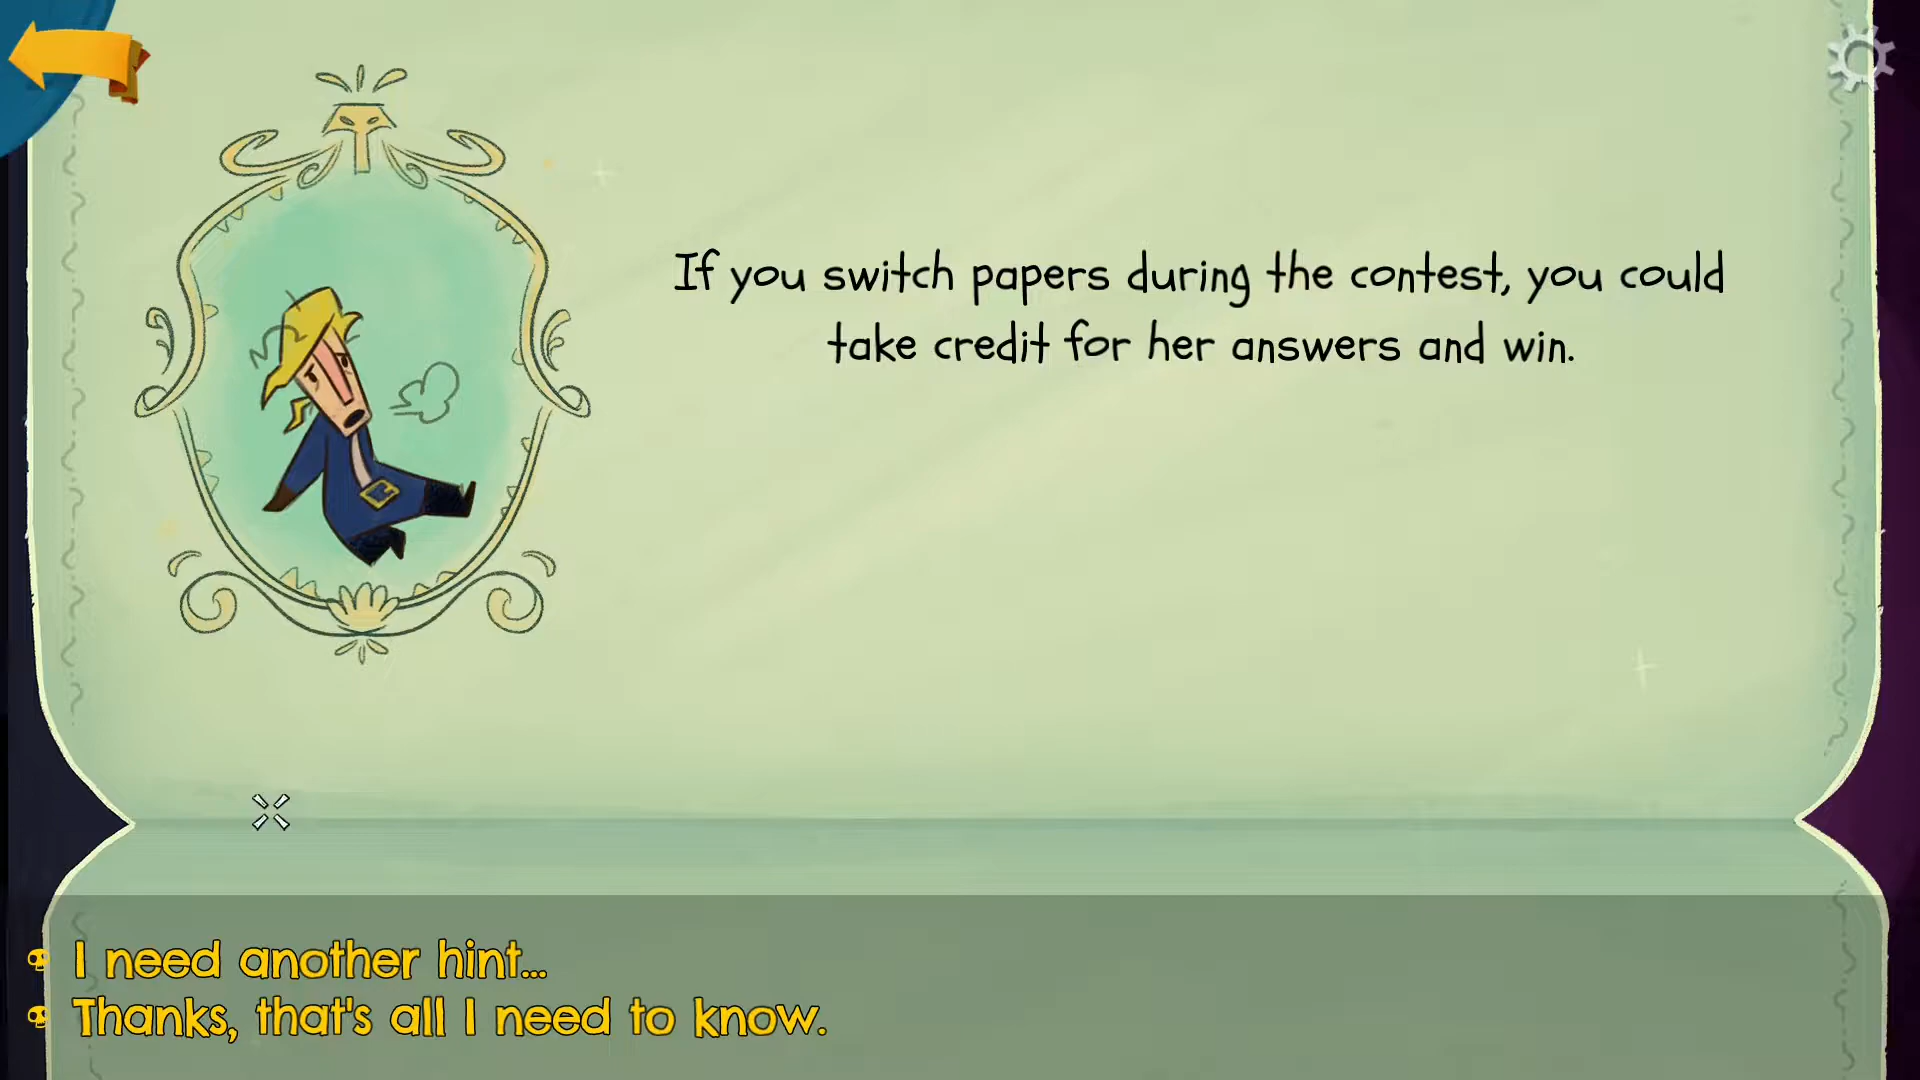 If you switch papers during the contest, you could
take credit for her answers and win.
I need another hint...
Thanks, that's all I need to know.